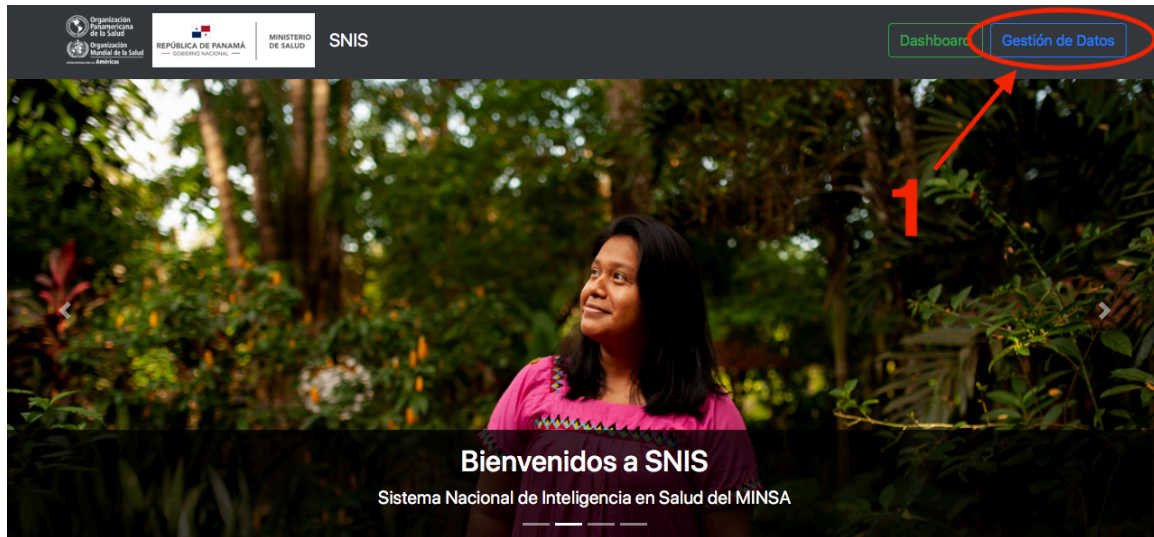 Organización
Panamericana
de la Salud
Organización
Mundial de la Salud
Américas
REPÚBLICA DE PANAMÁ
— GOBIERNO NACIONAL —
MINISTERIO
DE SALUD
SNIS
Dashboard
Gestión de Datos
1
Bienvenidos a SNIS
Sistema Nacional de Inteligencia en Salud del MINSA